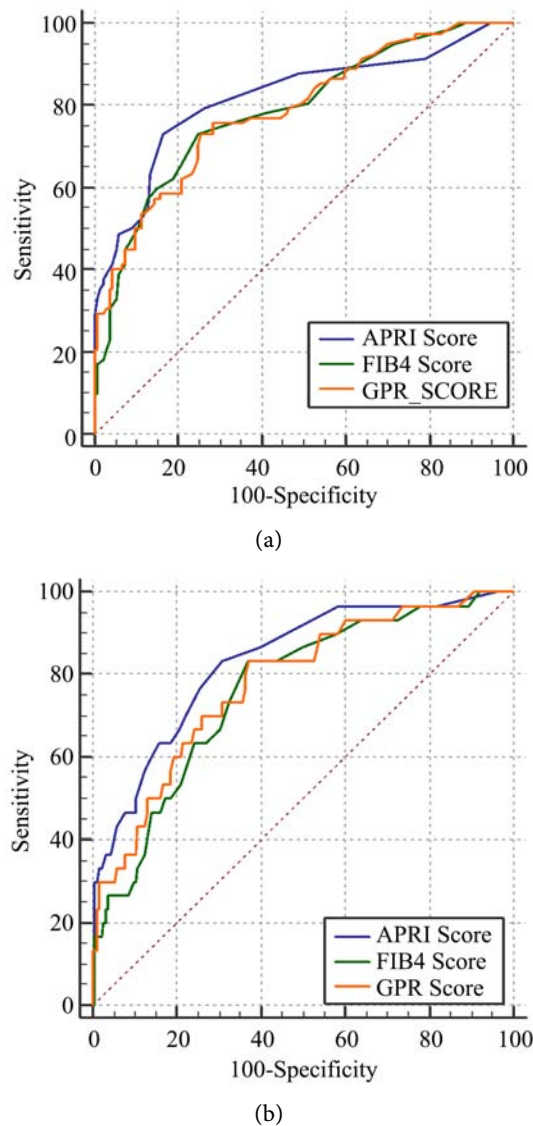 100
80
60
40
20
0
Sensitivity
APRI Score
FIB4 Score
GPR_SCORE
0 20 40 60 80 100
100-Specificity
(a)
100
80
60
40
20
0
Sensitivity
APRI Score
FIB4 Score
GPR Score
0 20 40 60 80 100
100-Specificity
(b)